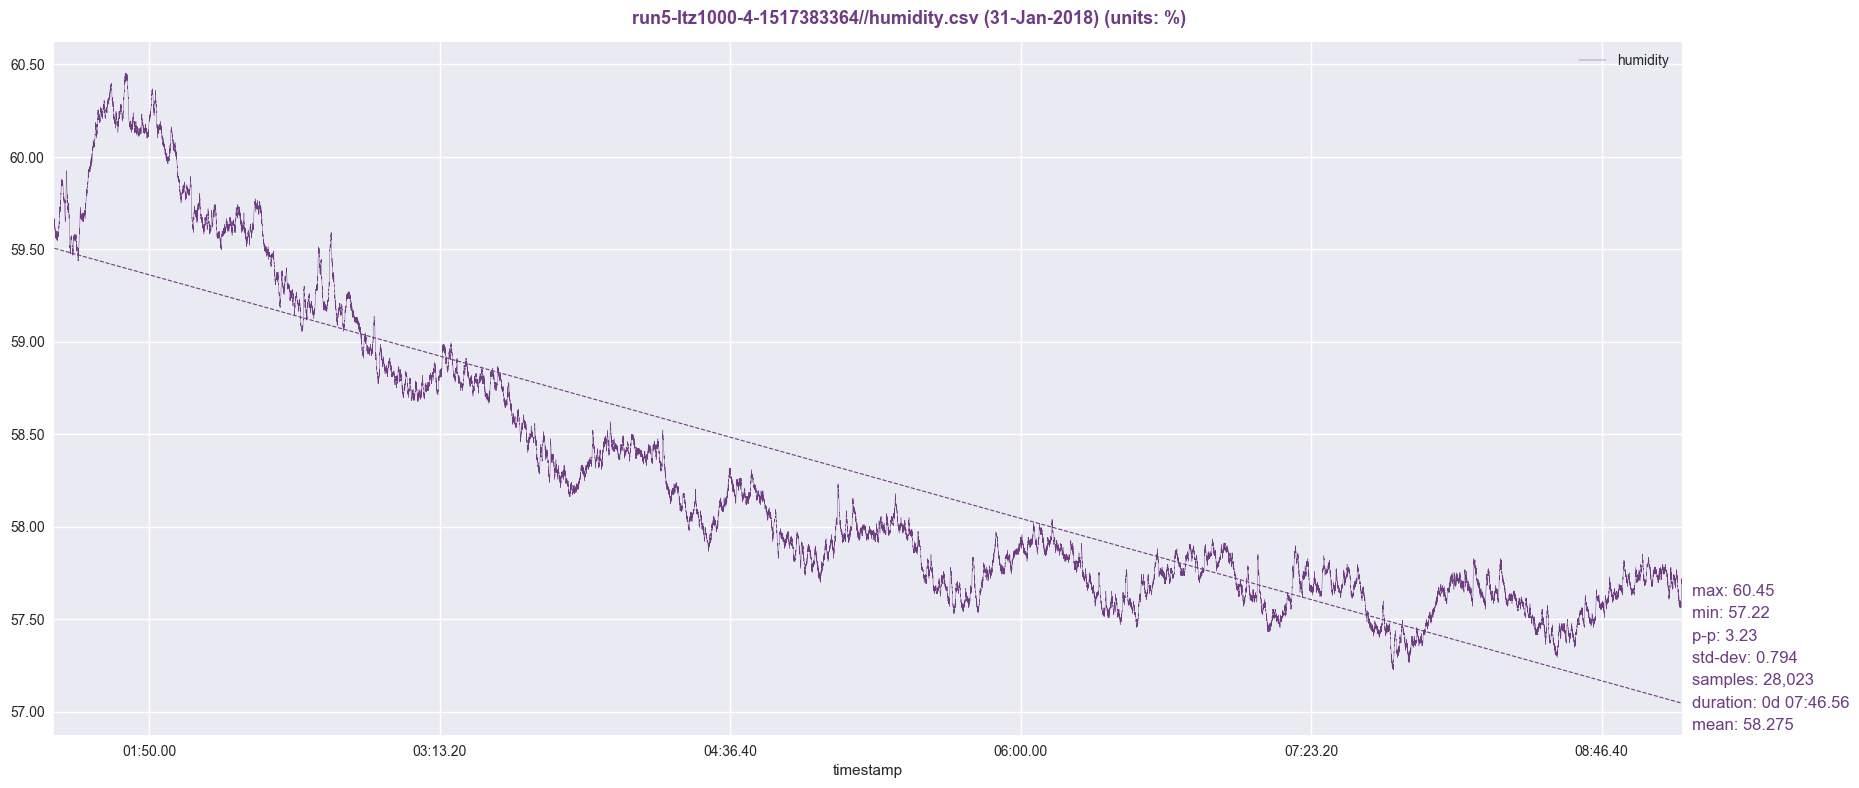 run5-ltz1000-4-1517383364//humidity.csv (31-Jan-2018) (units: %)
humidity
60.50
60.00
59.50
59.00
58.50
58.00
57.50
57.00
max: 60.45
min: 57.22
p-p: 3.23
std-dev: 0.794
samples: 28,023
duration: 0d 07:46.56
mean: 58.275
01:50.00 03:13.20 04:36.40 06:00.00 07:23.20 08:46.40
timestamp